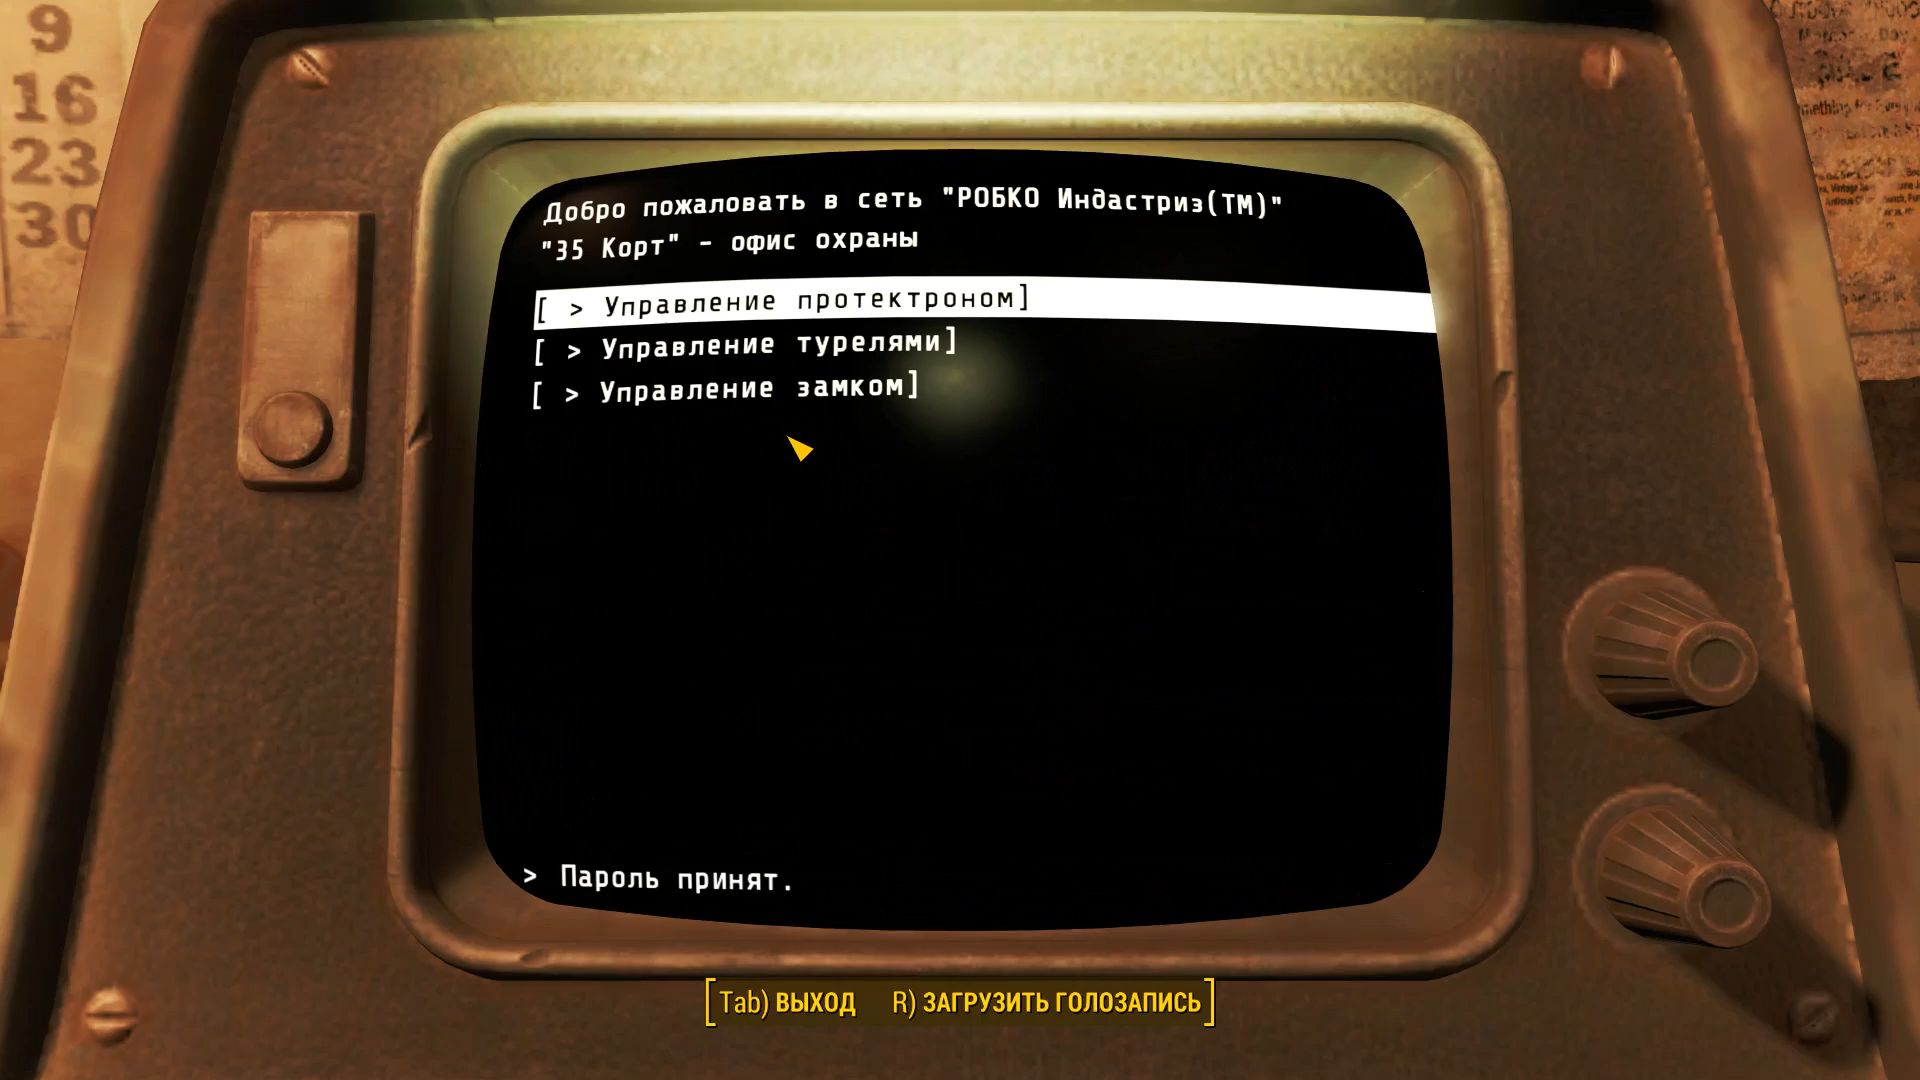 9
16
23
30
Добро пожаловать в сеть "РОБКО Индастриз(ТМ)"
"35 Корт" - офис охраны
[ > Управление протектроном]
[ > Управление турелями]
[ > Управление замком]
> Пароль принят.
Tab) ВЫХОД R) ЗАГРУЗИТЬ ГОЛОЗАПИСЬ